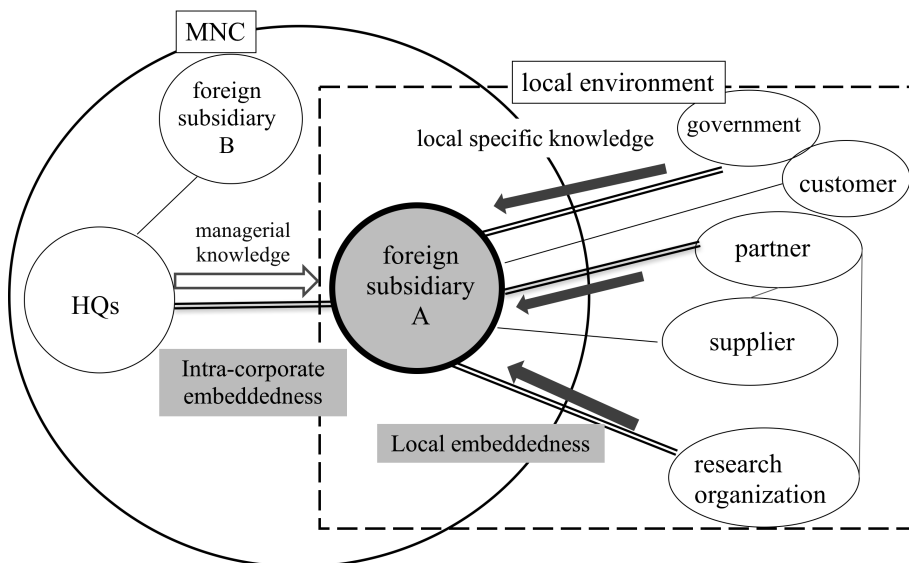 MNC
foreign
subsidiary
B
local environment
government
local specific knowledge
customer
managerial
knowledge
HQs
foreign
subsidiary
A
partner
supplier
Intra-corporate
embeddedness
Local embeddedness
research
organization